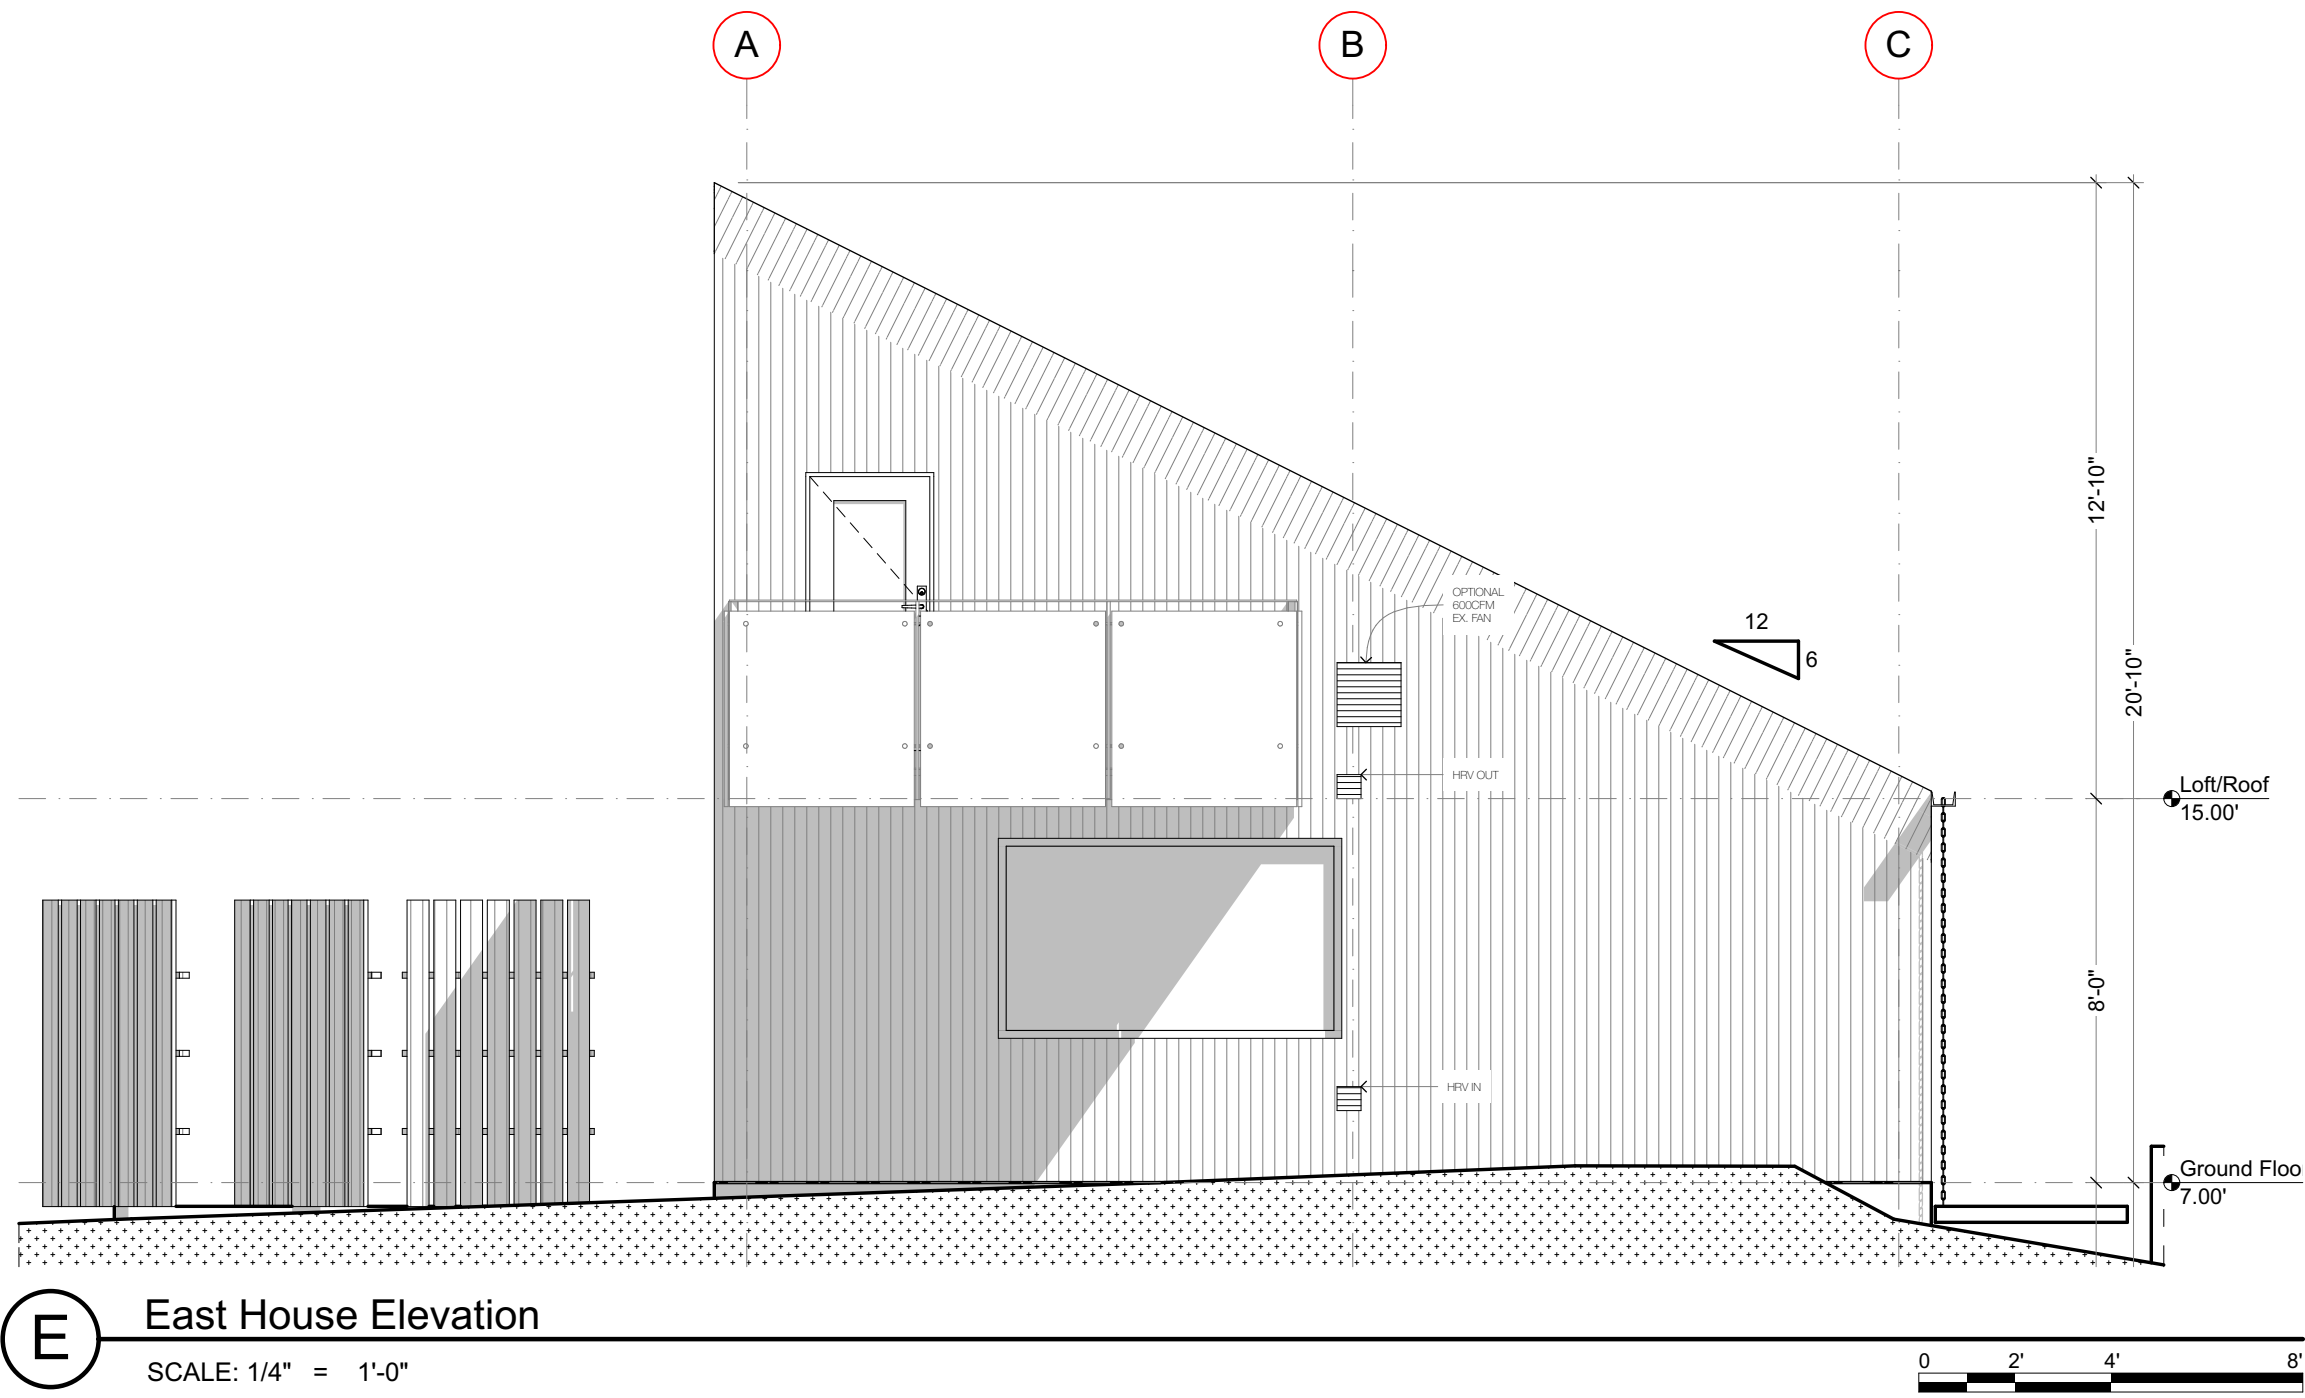 A
B
C
OPTIONAL
600CFM
EX. FAN
12
6
12'-10"
20'-10"
HRV OUT
Loft/Roof
15.00'
8'-0"
HRV IN
Ground Floo
7.00'
E
East House Elevation
SCALE: 1/4" = 1'-0"
0 2' 4' 8'